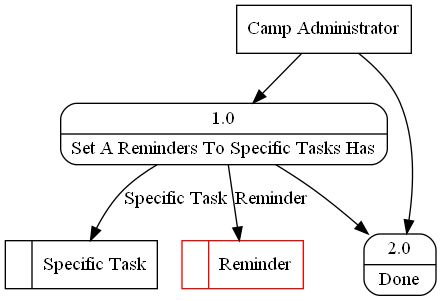 Camp Administrator
1.0
Set A Reminders To Specific Tasks Has
Specific Task
Reminder
Specific Task
Reminder
2.0
Done